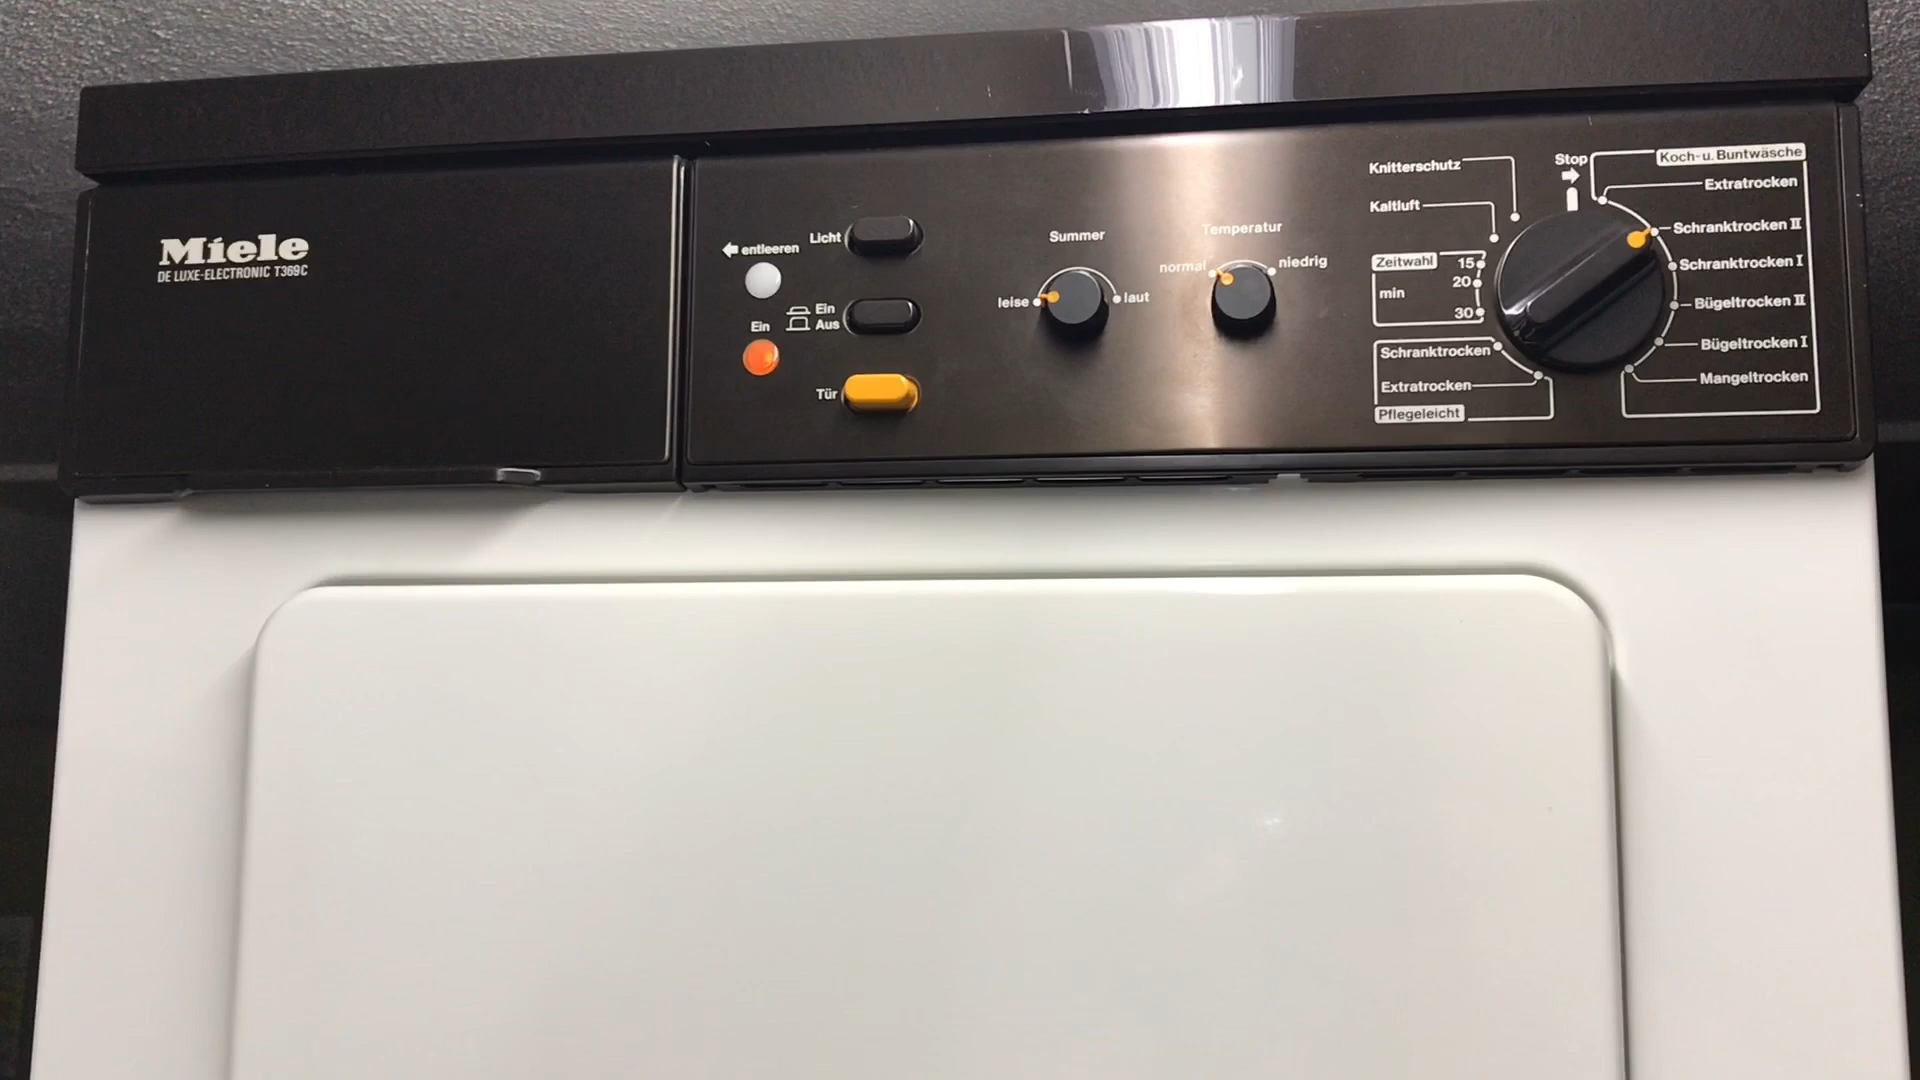 Miele
DE LUXE-ELECTRONIC T369C
entleeren
Licht
Ein
Ein
Aus
Tür
Summer
leise
laut
Temperatur
normal
niedrig
Knitterschutz
Kaltluft
Zeitwahl
min
15
20
30
Schranktrocken
Extratrocken
Pflegeleicht
Stop
Koch-u. Buntwäsche
Extratrocken
Schranktrocken II
Schranktrocken I
Bügeltrocken II
Bügeltrocken I
Mangeltrocken